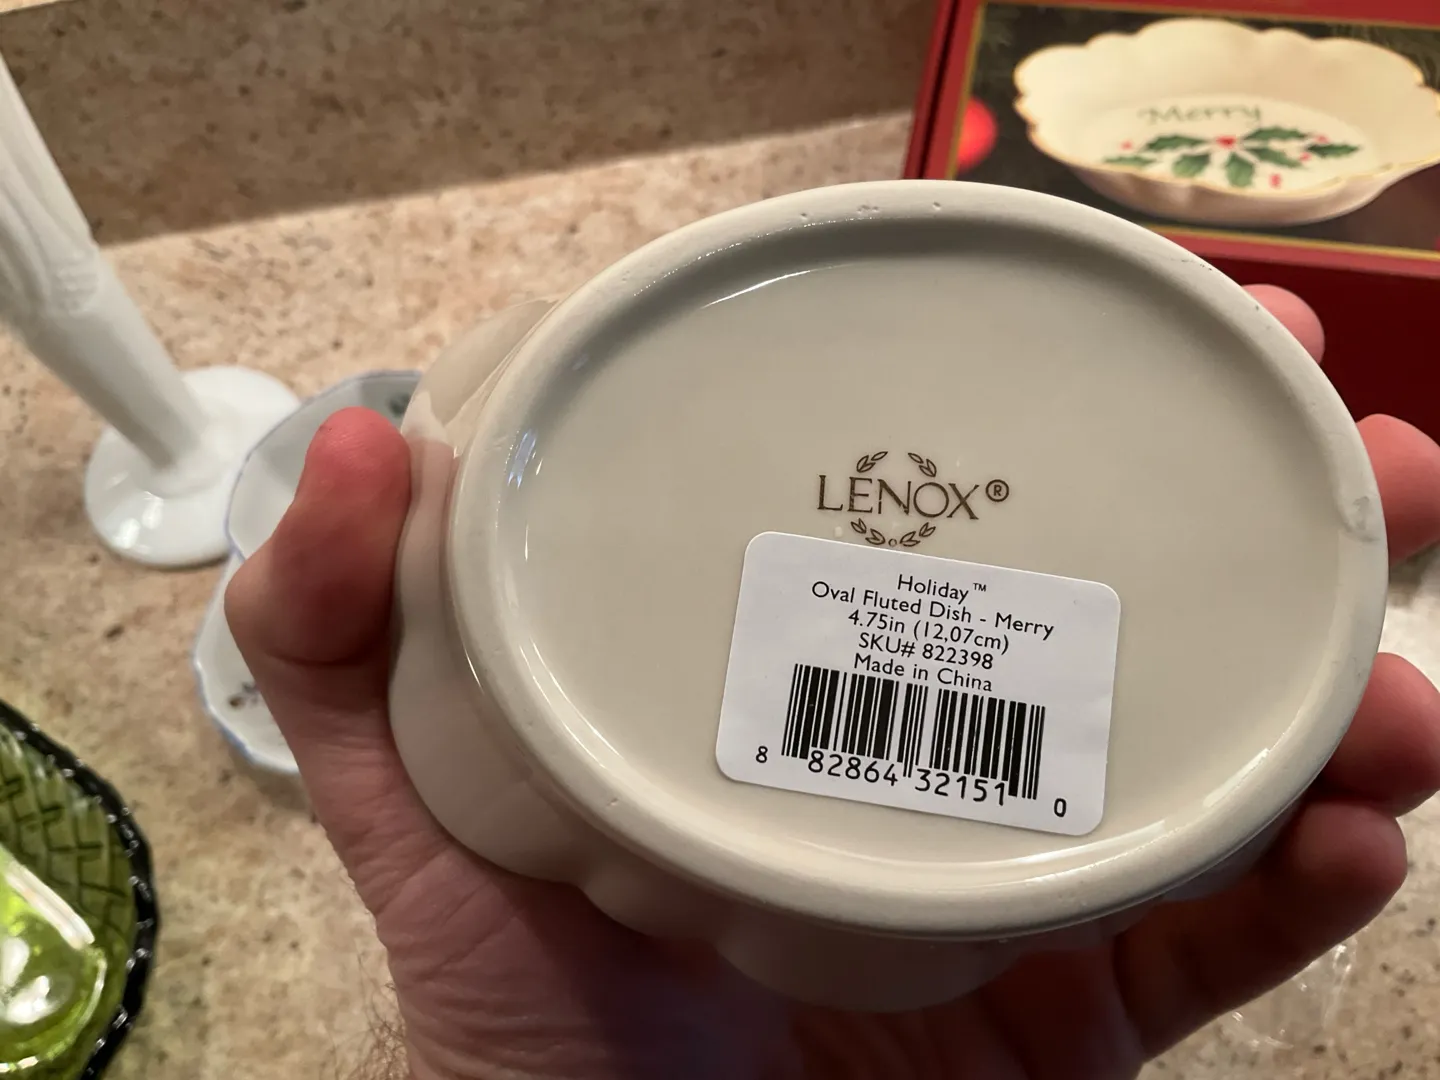 Merry
LENOX®
Holiday™
Oval Fluted Dish - Merry
4.75in (12.07cm)
SKU# 822398
Made in China
8 82864 32151 0